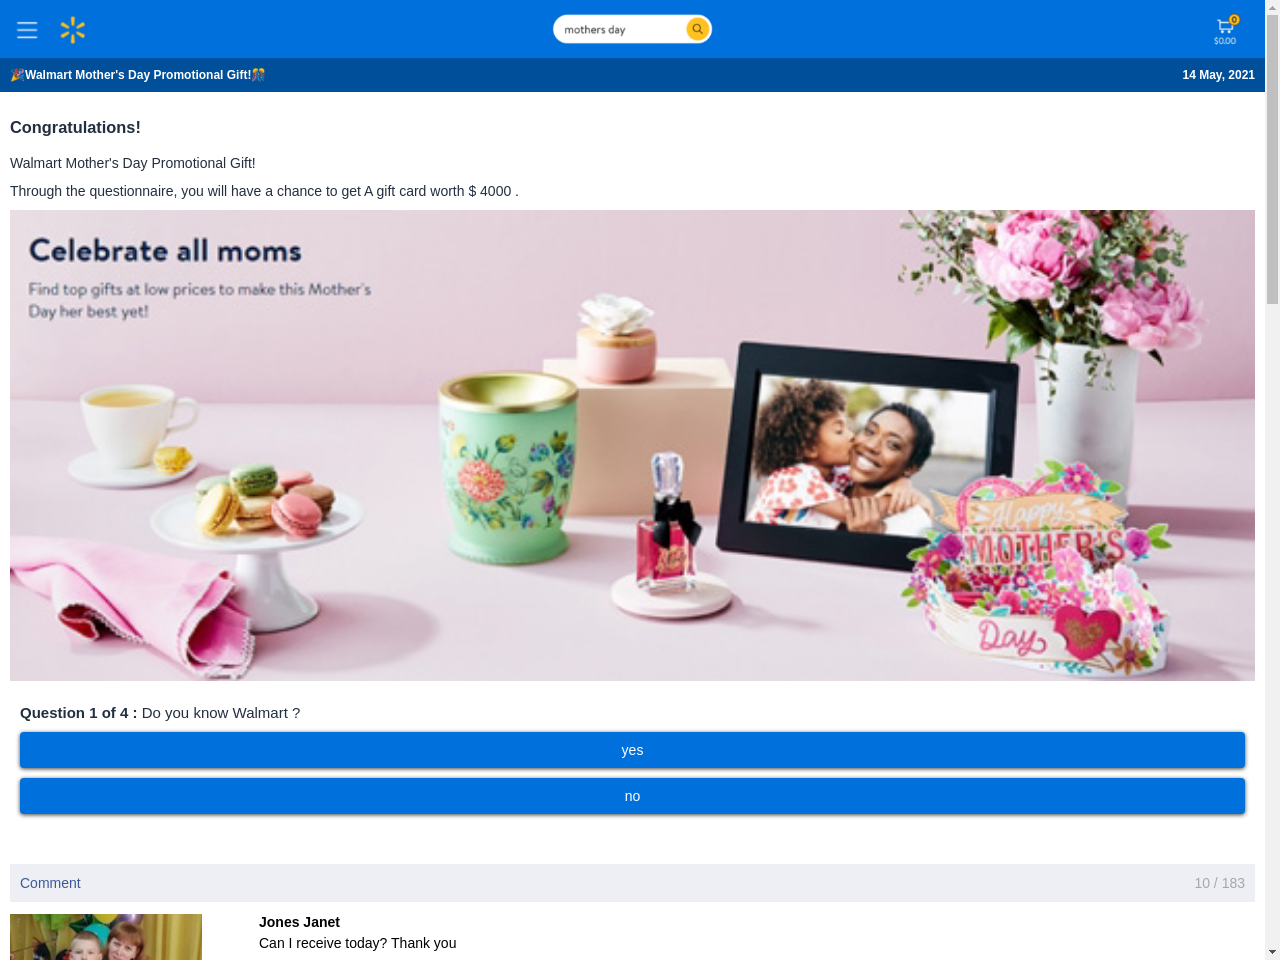 mothers day
0
$0.00
🎉Walmart Mother's Day Promotional Gift!🎊
14 May, 2021
Congratulations!
Walmart Mother's Day Promotional Gift!
Through the questionnaire, you will have a chance to get A gift card worth $ 4000 .
Celebrate all moms
Find top gifts at low prices to make this Mother's
Day her best yet!
Happy
MOTHER'S
Day
Question 1 of 4 : Do you know Walmart ?
yes
no
Comment
10 / 183
Jones Janet
Can I receive today? Thank you